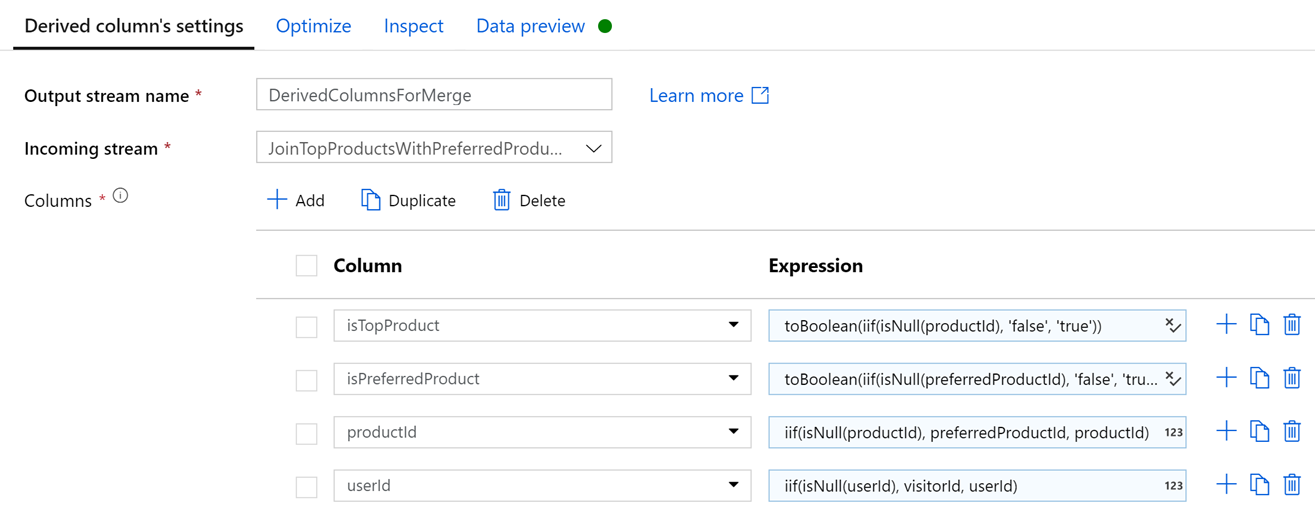 Derived column's settings Optimize Inspect Data preview
Output stream name * DerivedColumnsForMerge Learn more
Incoming stream * JoinTopProductsWithPreferredProdu...
Columns * Add Duplicate Delete
Column Expression
isTopProduct toBoolean(iif(isNull(productId), 'false', 'true'))
isPreferredProduct toBoolean(iif(isNull(preferredProductId), 'false', 'tru...
productId iif(isNull(productId), preferredProductId, productId) 123
userId iif(isNull(userId), visitorId, userId) 123